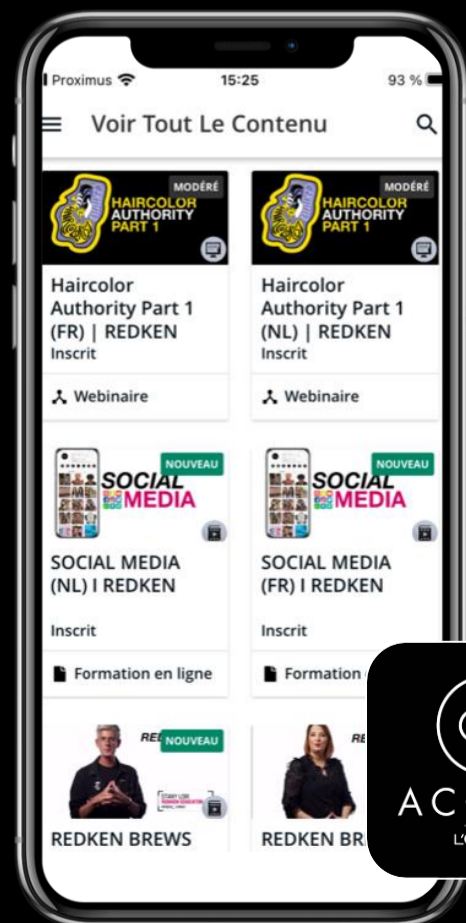 Proximus
15:25
93 %
Voir Tout Le Contenu
MODÉRÉ
HAIRCOLOR
AUTHORITY
PART 1
Haircolor
Authority Part 1
(FR) | REDKEN
Inscrit
Webinaire
MODÉRÉ
HAIRCOLOR
AUTHORITY
PART 1
Haircolor
Authority Part 1
(NL) | REDKEN
Inscrit
Webinaire
NOUVEAU
SOCIAL
MEDIA
SOCIAL MEDIA
(NL) I REDKEN
Inscrit
Formation en ligne
NOUVEAU
SOCIAL
MEDIA
SOCIAL MEDIA
(FR) I REDKEN
Inscrit
Formation
NOUVEAU
RE
REDKEN BREWS
RE
REDKEN BR
AC
L'O